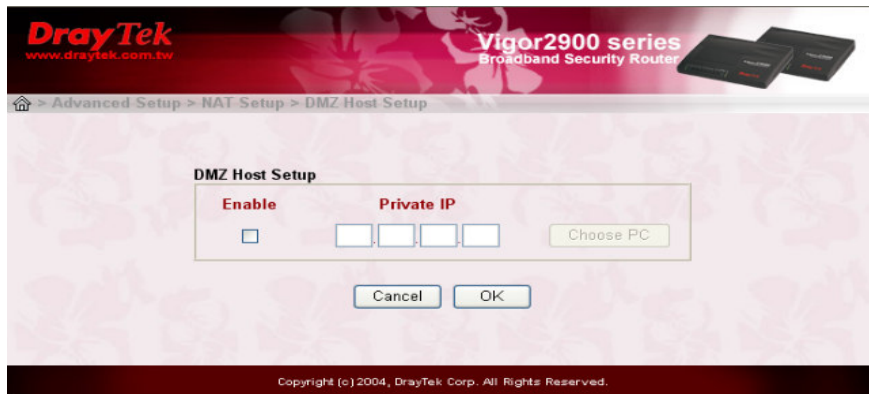 DrayTek
www.draytek.com.tw
Vigor2900 series
Broadband Security Router
> Advanced Setup > NAT Setup > DMZ Host Setup
DMZ Host Setup
Enable Private IP
. . . Choose PC
Cancel OK
Copyright (c) 2004, DrayTek Corp. All Rights Reserved.